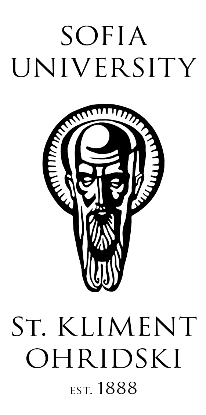 SOFIA
UNIVERSITY
ST. KLIMENT
OHRIDSKI
EST. 1888